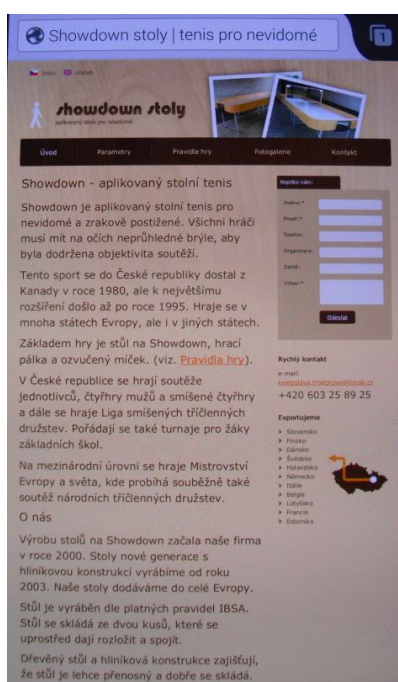 Showdown stoly | tenis pro nevidomé
1
česky
english
showdown stoly
aplikovaný tenis pro nevidomé
Úvod
Parametry
Pravidla hry
Fotogalerie
Kontakt
Showdown - aplikovaný stolní tenis
Showdown je aplikovaný stolní tenis pro
nevidomé a zrakově postižené. Všichni hráči
musí mít na očích neprůhledné brýle, aby
byla dodržena objektivita soutěží.
Tento sport se do České republiky dostal z
Kanady v roce 1980, ale k největšímu
rozšíření došlo až po roce 1995. Hraje se v
mnoha státech Evropy, ale i v jiných státech.
Základem hry je stůl na Showdown, hrací
pálka a ozvučený míček. (viz. Pravidla hry).
V České republice se hrají soutěže
jednotlivců, čtyřhry mužů a smíšené čtyřhry
a dále se hraje Liga smíšených tříčlenných
družstev. Pořádají se také turnaje pro žáky
základních škol.
Na mezinárodní úrovni se hraje Mistrovství
Evropy a světa, kde probíhá souběžně také
soutěž národních tříčlenných družstev.
O nás
Výrobu stolů na Showdown začala naše firma
v roce 2000. Stoly nové generace s
hliníkovou konstrukcí vyrábíme od roku
2003. Naše stoly dodáváme do celé Evropy.
Stůl je vyráběn dle platných pravidel IBSA.
Stůl se skládá ze dvou kusů, které se
uprostřed dají rozložit a spojit.
Dřevěný stůl a hliníková konstrukce zajišťují,
že stůl je lehce přenosný a dobře se skládá.
Napište nám:
Jméno:*
Email:*
Telefon:
Organizace:
Země:
Vzkaz:*
Odeslat
Rychlý kontakt
e-mail:
+420 603 25 89 25
Exportujeme
Slovensko
Finsko
Dánsko
Švédsko
Holandsko
Německo
Itálie
Belgie
Lotyšsko
Francie
Estonsko